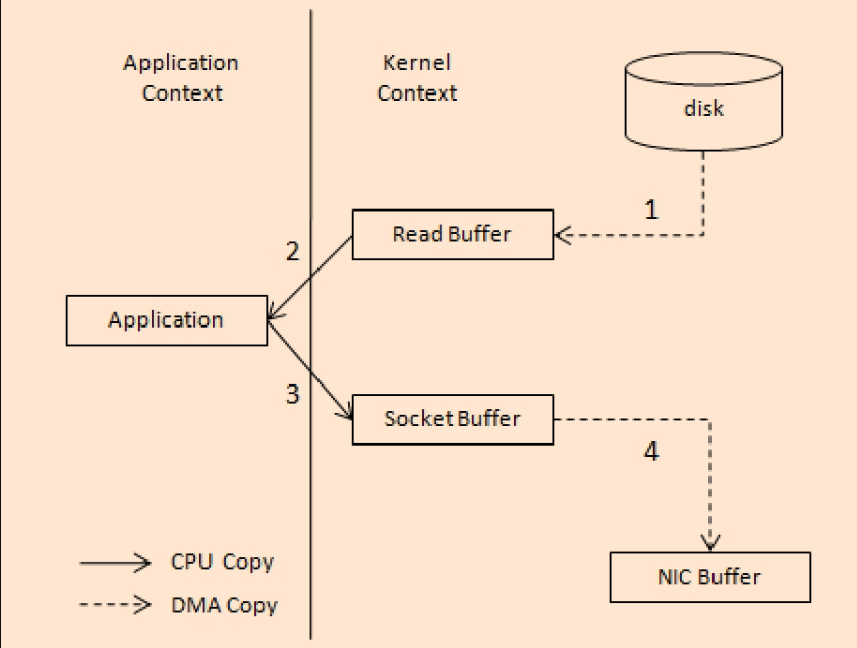 Application
Context
Kernel
Context
disk
1
Read Buffer
2
Application
3
Socket Buffer
4
CPU Copy
NIC Buffer
DMA Copy